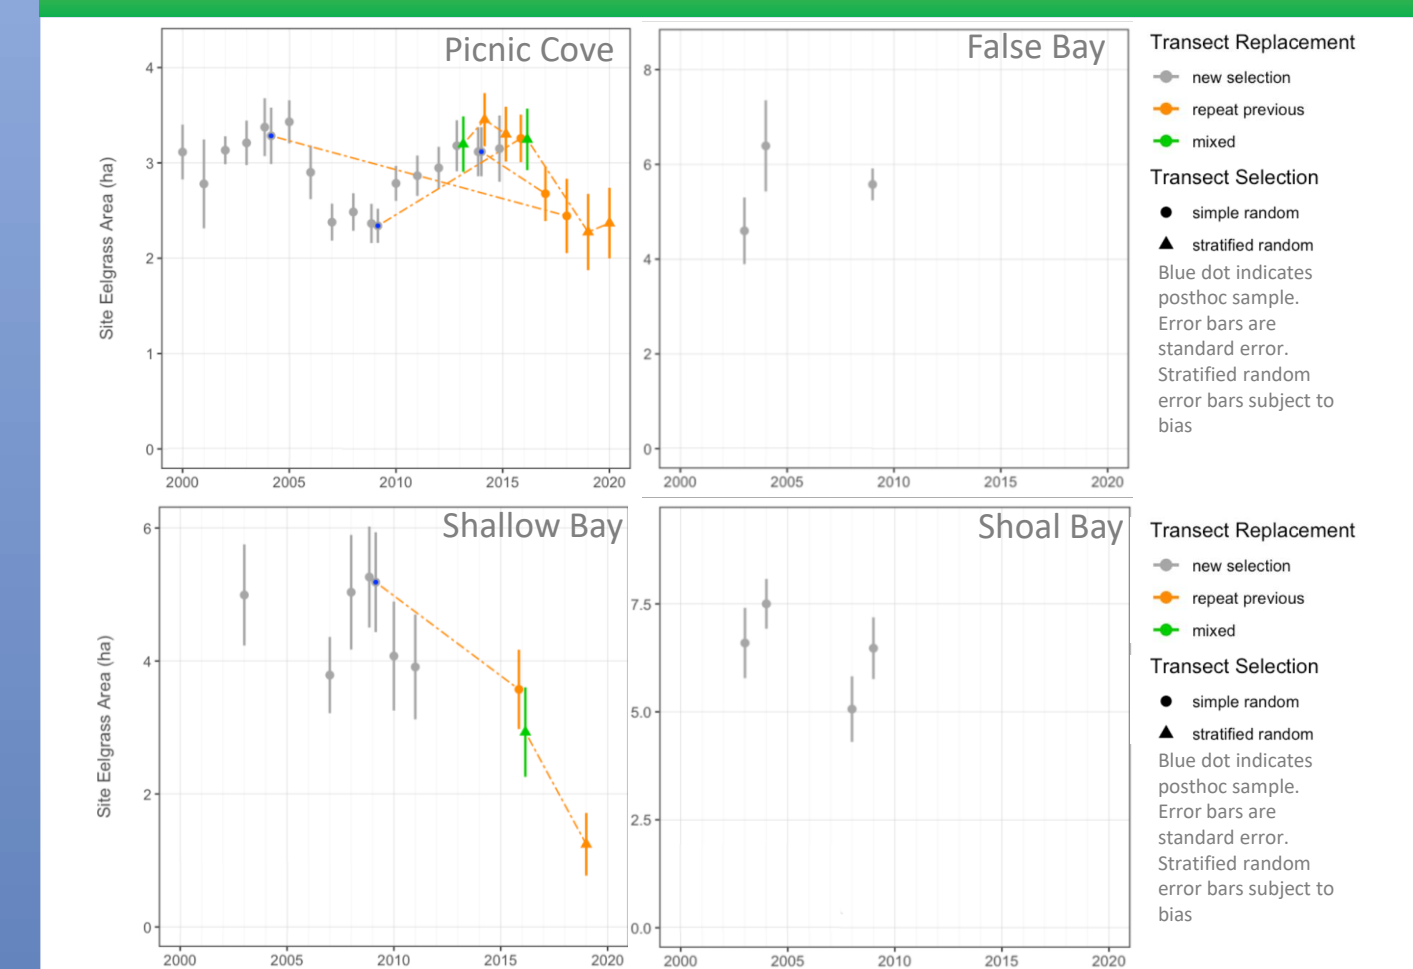 Picnic Cove
4
3
2
1
0
Site Eelgrass Area (ha)
2000 2005 2010 2015 2020
False Bay
8
6
4
2
0
2000 2005 2010 2015 2020
Transect Replacement
new selection
repeat previous
mixed
Transect Selection
simple random
stratified random
Blue dot indicates
posthoc sample.
Error bars are
standard error.
Stratified random
error bars subject to
bias
Shallow Bay
6
4
2
0
Site Eelgrass Area (ha)
2000 2005 2010 2015 2020
Shoal Bay
7.5
5.0
2.5
0.0
2000 2005 2010 2015 2020
Transect Replacement
new selection
repeat previous
mixed
Transect Selection
simple random
stratified random
Blue dot indicates
posthoc sample.
Error bars are
standard error.
Stratified random
error bars subject to
bias